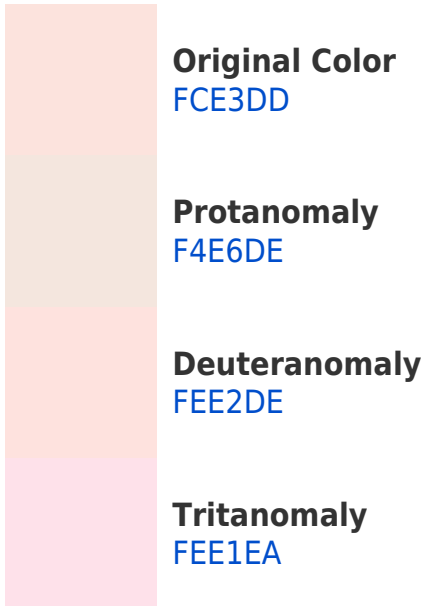 Original Color
FCE3DD
Protanomaly
F4E6DE
Deuteranomaly
FEE2DE
Tritanomaly
FEE1EA